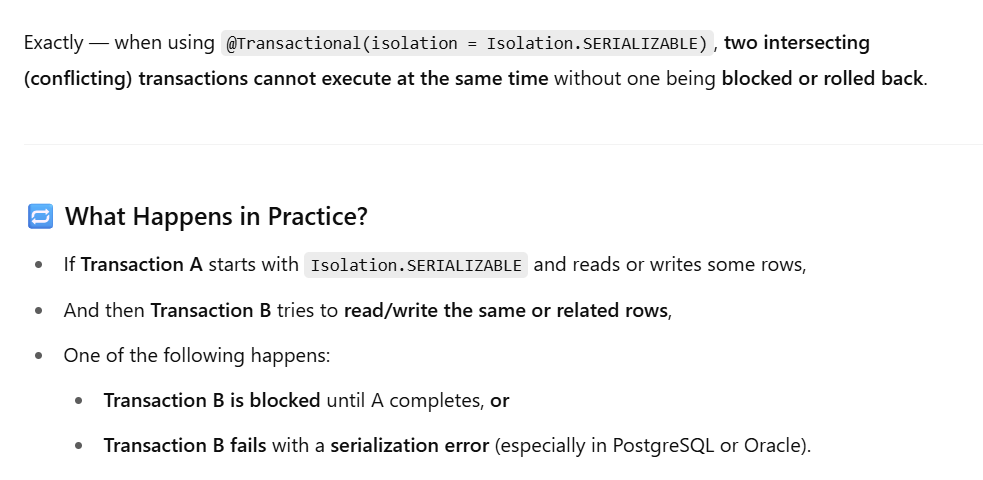 Exactly — when using @Transactional(isolation = Isolation.SERIALIZABLE), two intersecting
(conflicting) transactions cannot execute at the same time without one being blocked or rolled back.
🔁 What Happens in Practice?
• If Transaction A starts with Isolation.SERIALIZABLE and reads or writes some rows,
• And then Transaction B tries to read/write the same or related rows,
• One of the following happens:
• Transaction B is blocked until A completes, or
• Transaction B fails with a serialization error (especially in PostgreSQL or Oracle).